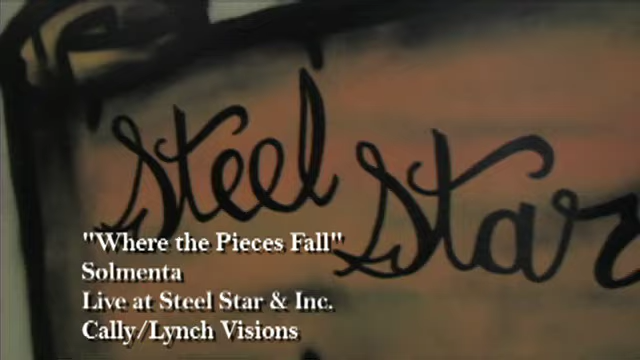 Steel Star
"Where the Pieces Fall"
Solmenta
Live at Steel Star & Inc.
Cally/Lynch Visions